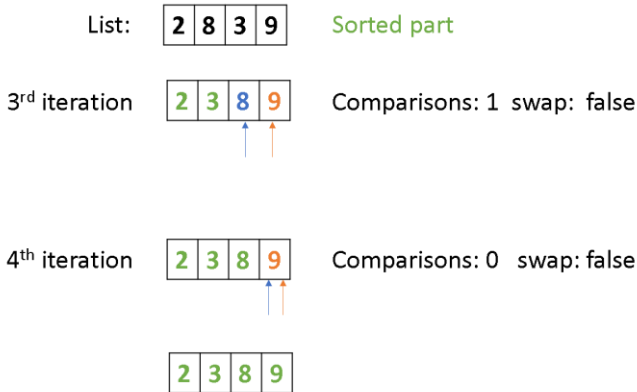 List: 2 8 3 9 Sorted part
3rd iteration 2 3 8 9 Comparisons: 1 swap: false
4th iteration 2 3 8 9 Comparisons: 0 swap: false
2 3 8 9